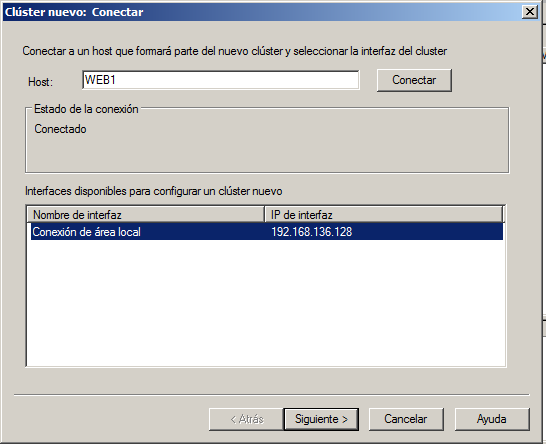 Clúster nuevo: Conectar
Conectar a un host que formará parte del nuevo clúster y seleccionar la interfaz del cluster
Host: WEB1 Conectar
Estado de la conexión
Conectado
Interfaces disponibles para configurar un clúster nuevo
Nombre de interfaz IP de interfaz
Conexión de área local 192.168.136.128
< Atrás Siguiente > Cancelar Ayuda